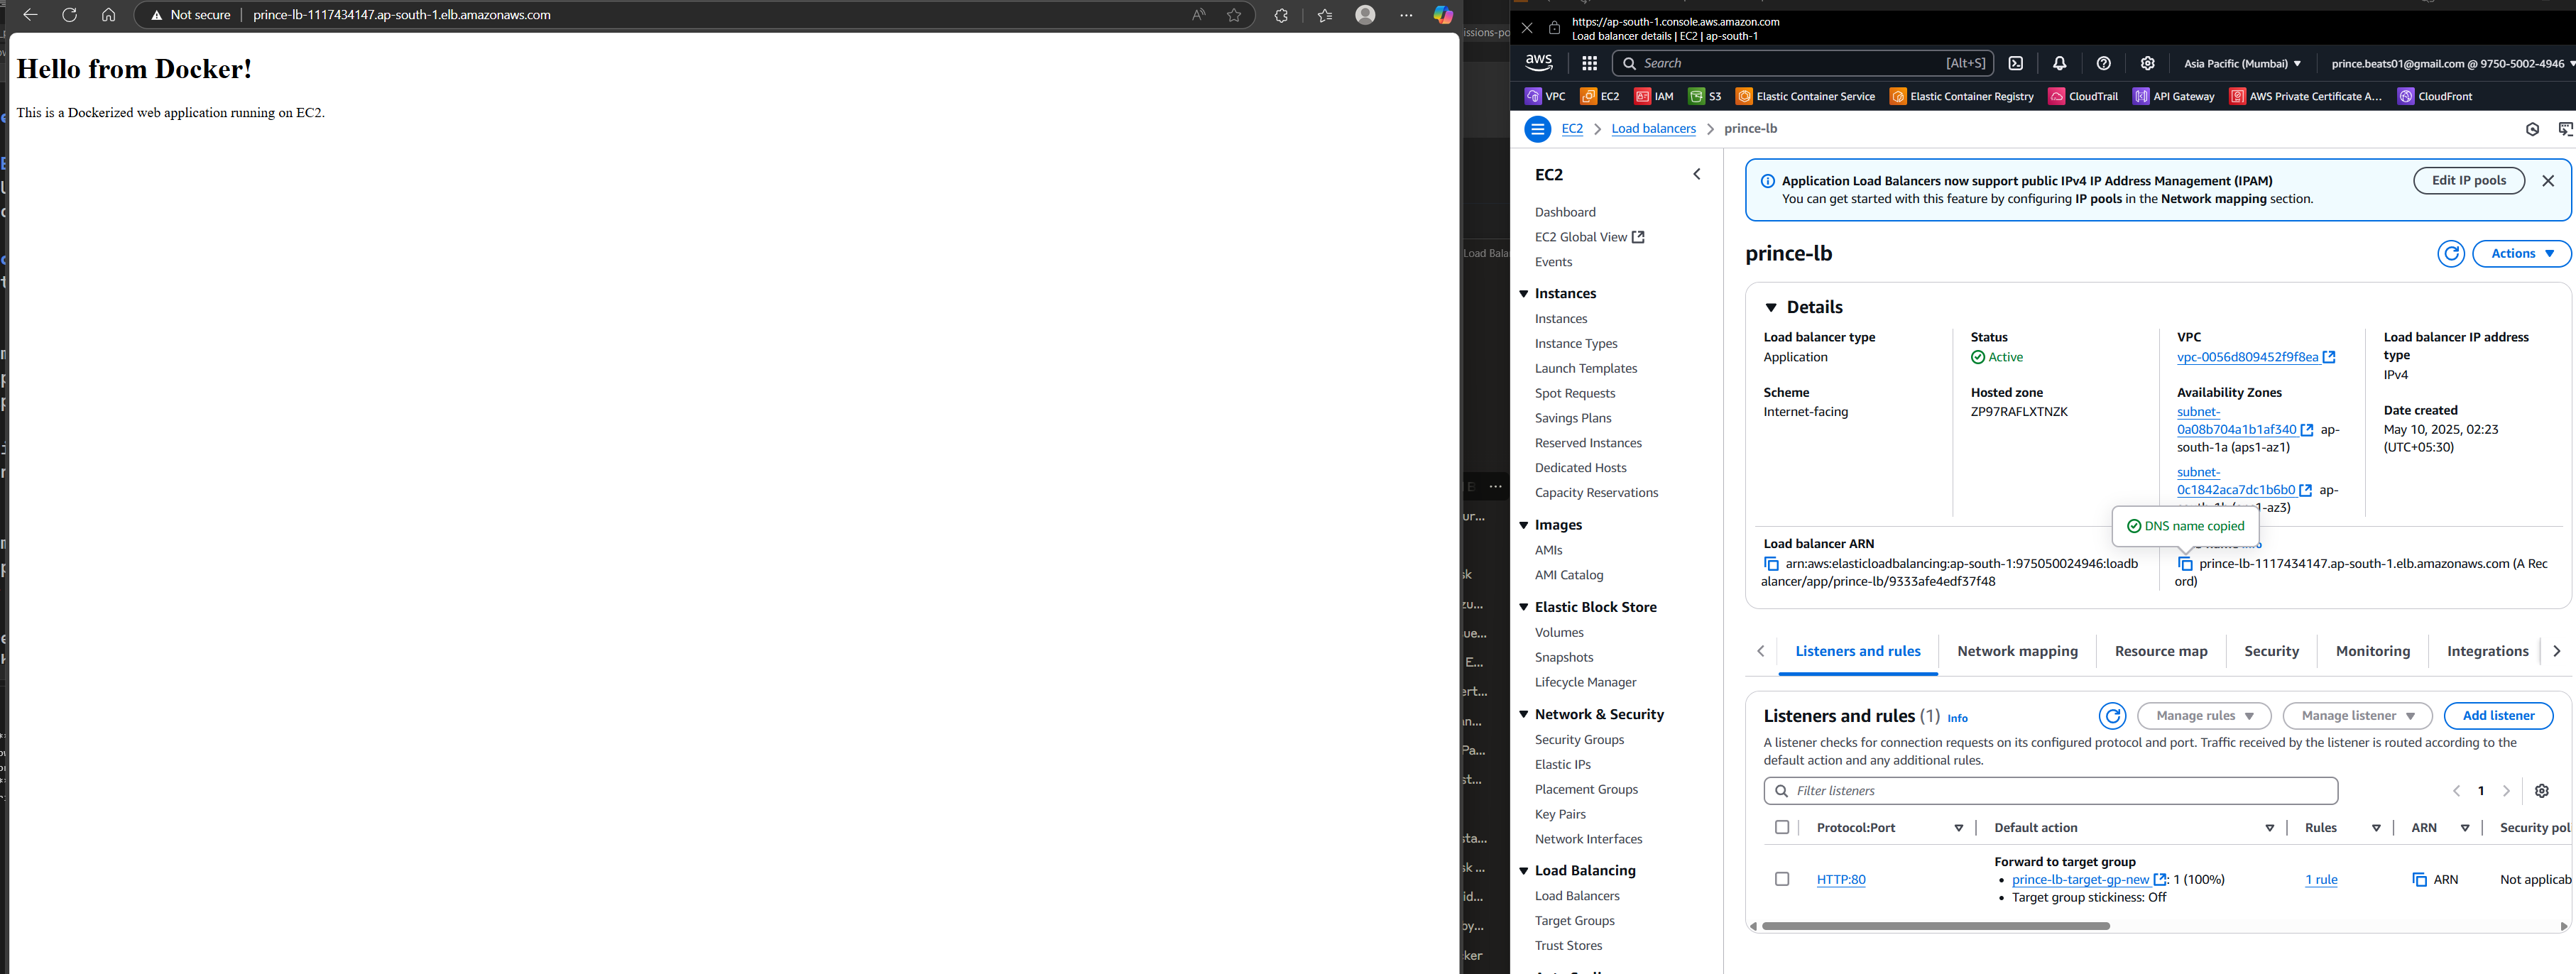 Not secure
prince-lb-1117434147.ap-south-1.elb.amazonaws.com
Hello from Docker!
This is a Dockerized web application running on EC2.
Load Bala
https://ap-south-1.console.aws.amazon.com
Load balancer details | EC2 | ap-south-1
aws
Search
[Alt+S]
Asia Pacific (Mumbai)
prince.beats01@gmail.com @ 9750-5002-4946
VPC
EC2
IAM
S3
Elastic Container Service
Elastic Container Registry
CloudTrail
API Gateway
AWS Private Certificate A...
CloudFront
EC2
Load balancers
prince-lb
EC2
Dashboard
EC2 Global View
Events
Instances
Instances
Instance Types
Launch Templates
Spot Requests
Savings Plans
Reserved Instances
Dedicated Hosts
Capacity Reservations
Images
AMIs
AMI Catalog
Elastic Block Store
Volumes
Snapshots
Lifecycle Manager
Network & Security
Security Groups
Elastic IPs
Placement Groups
Key Pairs
Network Interfaces
Load Balancing
Load Balancers
Target Groups
Trust Stores
Application Load Balancers now support public IPv4 IP Address Management (IPAM)
You can get started with this feature by configuring IP pools in the Network mapping section.
Edit IP pools
prince-lb
Actions
Details
Load balancer type
Application
Scheme
Internet-facing
Status
Active
Hosted zone
ZP97RAFLXTNZK
VPC
vpc-0056d809452f9f8ea
Availability Zones
subnet-
0a08b704a1b1af340 ap-
south-1a (aps1-az1)
subnet-
0c1842aca7dc1b6b0 ap-
1-az3)
Load balancer IP address
type
IPv4
Date created
May 10, 2025, 02:23
(UTC+05:30)
DNS name copied
Load balancer ARN
arn:aws:elasticloadbalancing:ap-south-1:975050024946:loadb
alancer/app/prince-lb/9333afe4edf37f48
prince-lb-1117434147.ap-south-1.elb.amazonaws.com (A Rec
ord)
Listeners and rules
Network mapping
Resource map
Security
Monitoring
Integrations
Listeners and rules (1) Info
Manage rules
Manage listener
Add listener
A listener checks for connection requests on its configured protocol and port. Traffic received by the listener is routed according to the
default action and any additional rules.
Filter listeners
1
Protocol:Port
Default action
Rules
ARN
Security pol
HTTP:80
Forward to target group
• prince-lb-target-gp-new : 1 (100%)
• Target group stickiness: Off
1 rule
ARN
Not applicab